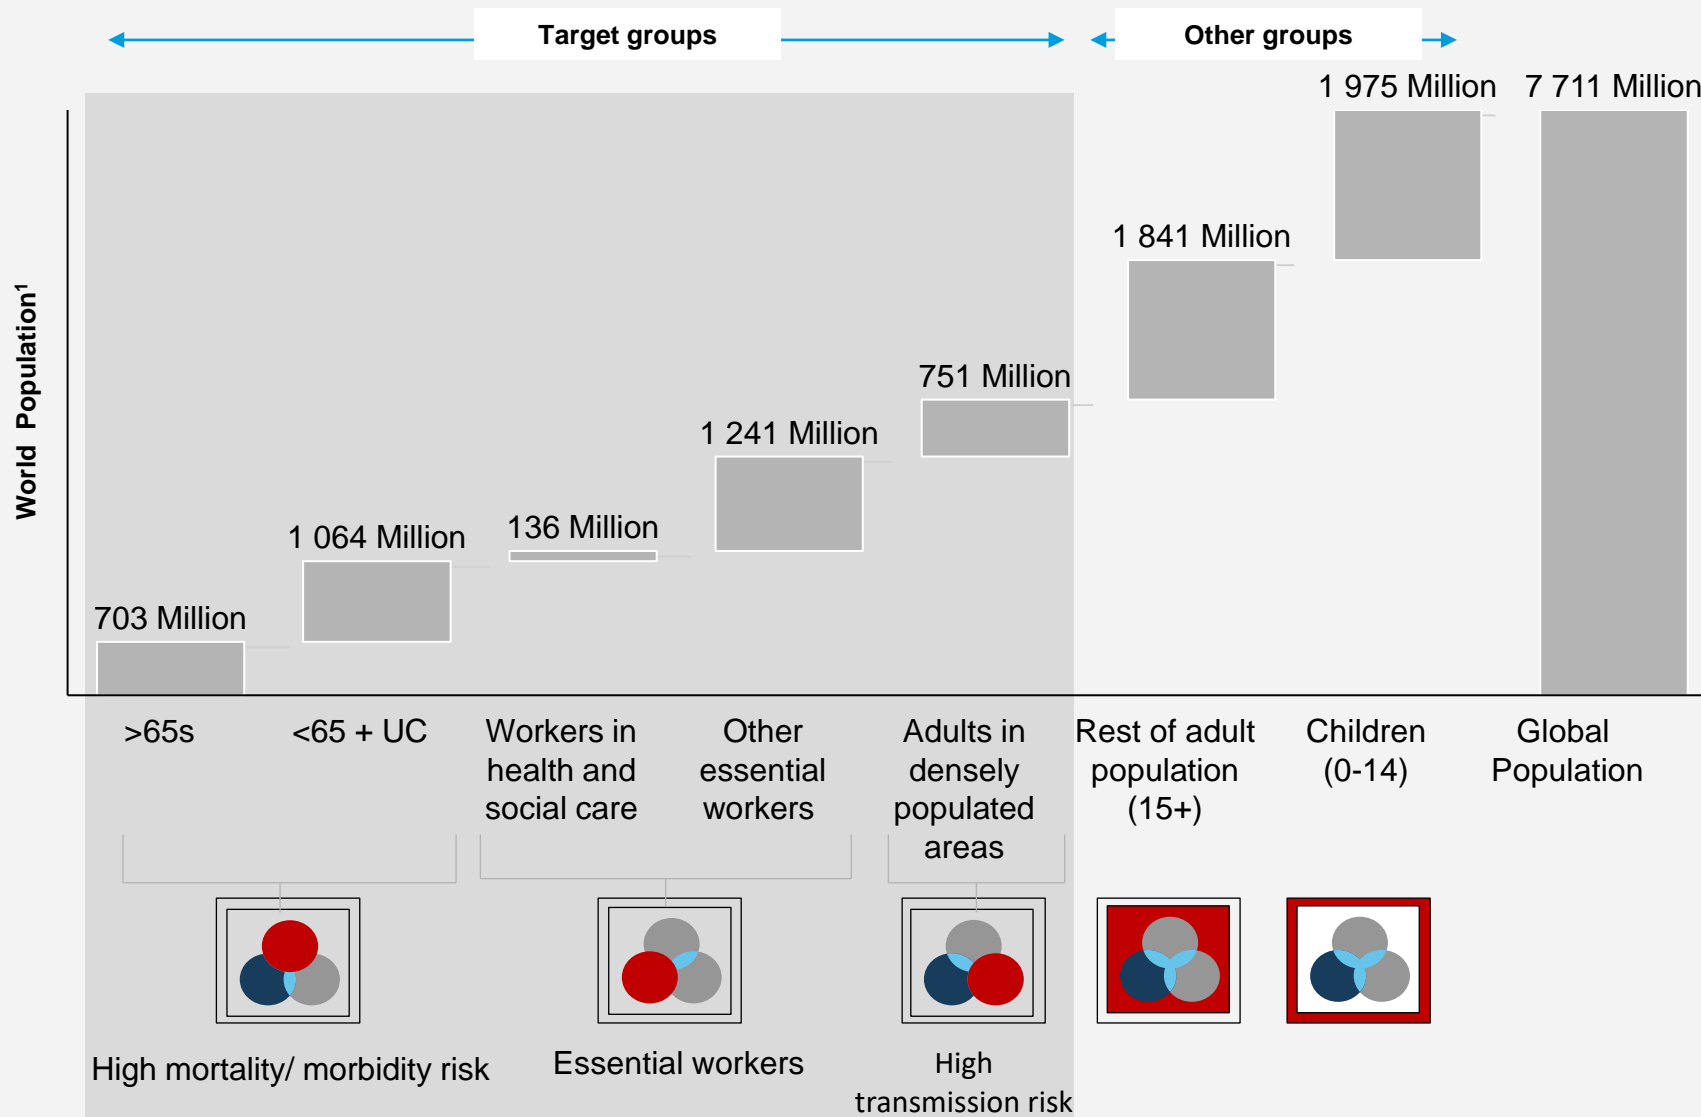 Target groups
Other groups
1 975 Million
7 711 Million
1 841 Million
751 Million
1 241 Million
136 Million
1 064 Million
703 Million
World Population¹
>65s
<65 + UC
Workers in
health and
social care
Other
essential
workers
Adults in
densely
populated
areas
Rest of adult
population
(15+)
Children
(0-14)
Global
Population
High mortality/ morbidity risk
Essential workers
High
transmission risk